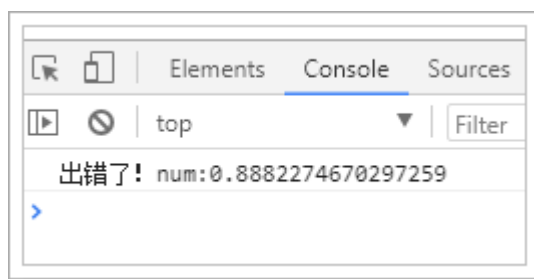 Elements Console Sources
top Filter
出错了! num:0.8882274670297259